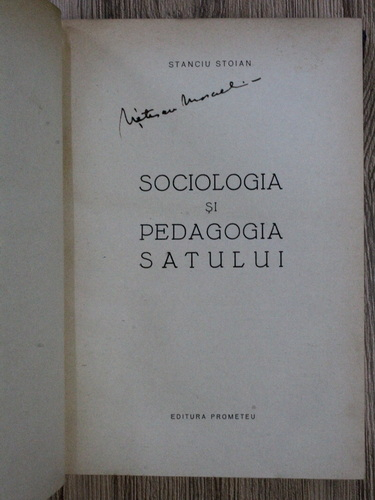 STANCIU STOIAN
SOCIOLOGIA
ȘI
PEDAGOGIA
SATULUI
EDITURA PROMETEU